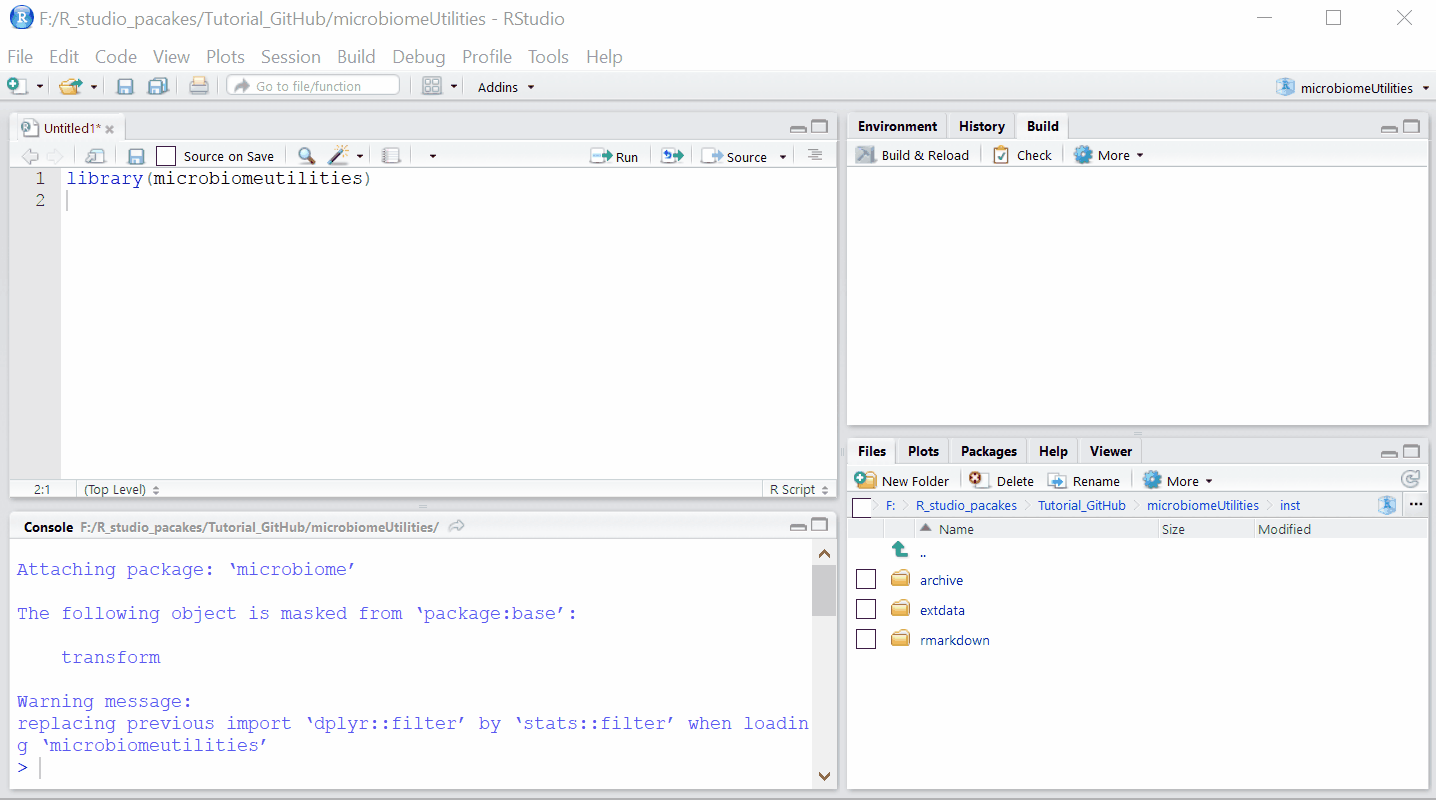 F:/R_studio_pacakes/Tutorial_GitHub/microbiomeUtilities - RStudio
File Edit Code View Plots Session Build Debug Profile Tools Help
Go to file/function Addins microbiomeUtilities
Untitled1*
Source on Save Run Source
1 library(microbiomeutilities)
2
2:1 (Top Level) R Script
Console F:/R_studio_pacakes/Tutorial_GitHub/microbiomeUtilities/
Attaching package: ‘microbiome’
The following object is masked from ‘package:base’:
transform
Warning message:
replacing previous import ‘dplyr::filter’ by ‘stats::filter’ when loadin
g ‘microbiomeutilities’
>
Environment History Build
Build & Reload Check More
Files Plots Packages Help Viewer
New Folder Delete Rename More
F: R_studio_pacakes Tutorial_GitHub microbiomeUtilities inst ...
Name Size Modified
..
archive
extdata
rmarkdown